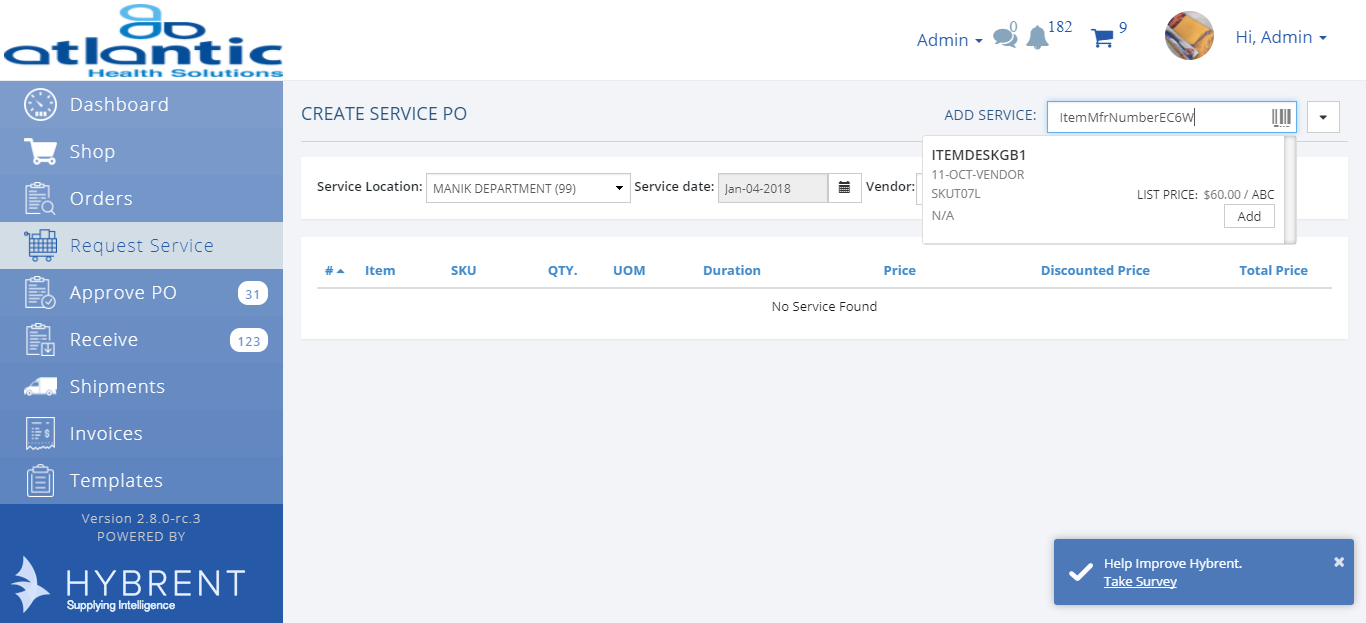 atlantic
Health Solutions
Admin
0
182
9
Hi, Admin
Dashboard
Shop
Orders
Request Service
Approve PO 31
Receive 123
Shipments
Invoices
Templates
Version 2.8.0-rc.3
POWERED BY
HYBRENT
Supplying Intelligence
CREATE SERVICE PO
ADD SERVICE: ItemMfrNumberEC6W
ITEMDESKGB1
11-OCT-VENDOR
SKUT07L LIST PRICE: $60.00 / ABC
N/A Add
Service Location: MANIK DEPARTMENT (99) Service date: Jan-04-2018 Vendor:
# Item SKU QTY. UOM Duration Price Discounted Price Total Price
No Service Found
Help Improve Hybrent.
Take Survey